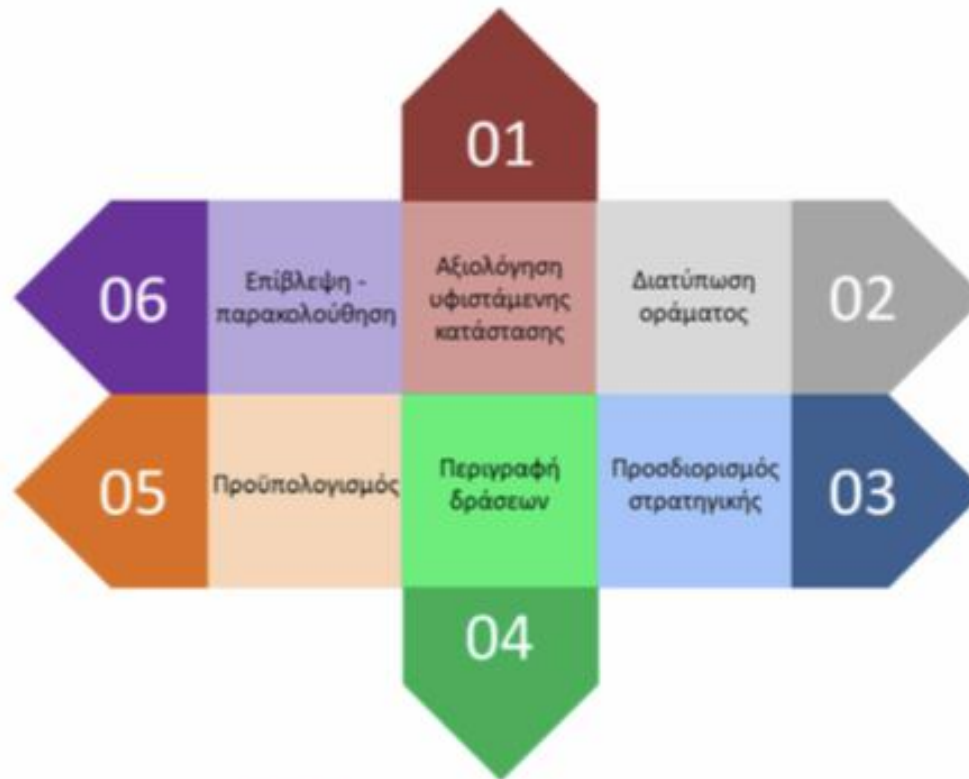 01
Αξιολόγηση
υφιστάμενης
κατάστασης
02
Διατύπωση
οράματος
03
Προσδιορισμός
στρατηγικής
04
Περιγραφή
δράσεων
05
Προϋπολογισμός
06
Επίβλεψη -
παρακολούθηση